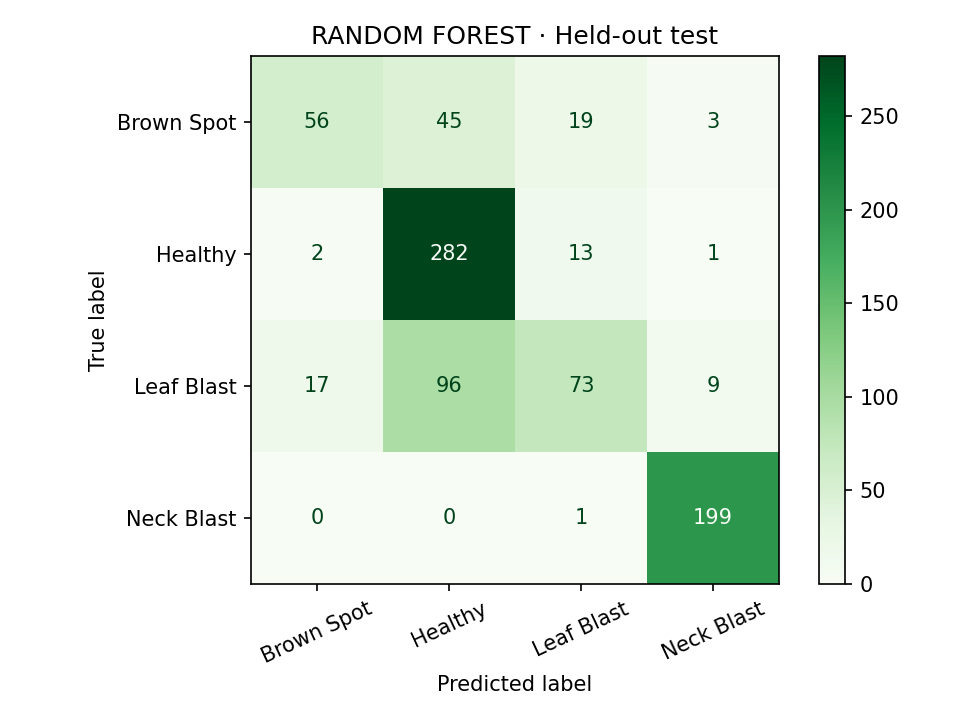 RANDOM FOREST · Held-out test
True label
Brown Spot 56 45 19 3
Healthy 2 282 13 1
Leaf Blast 17 96 73 9
Neck Blast 0 0 1 199
Brown Spot Healthy Leaf Blast Neck Blast
Predicted label
250
200
150
100
50
0